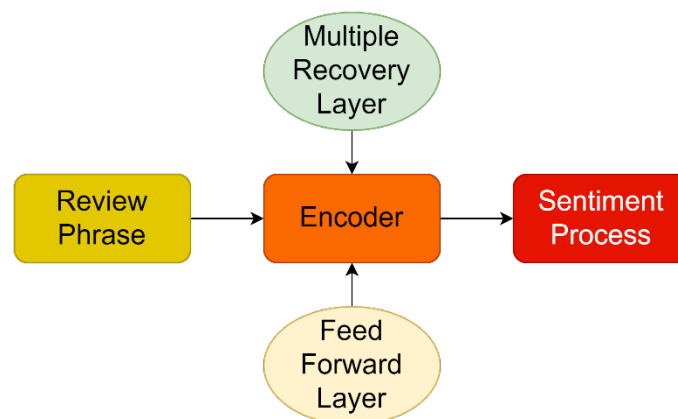 Multiple
Recovery
Layer
Review
Phrase
Encoder
Sentiment
Process
Feed
Forward
Layer